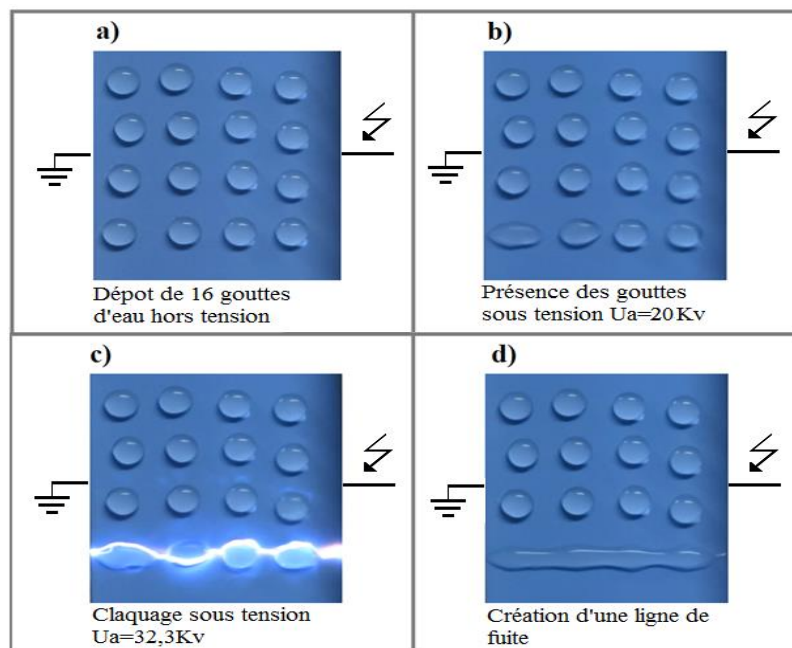 a)
Dépot de 16 gouttes
d'eau hors tension
b)
Présence des gouttes
sous tension Ua=20Kv
c)
Claquage sous tension
Ua=32,3Kv
d)
Création d'une ligne de
fuite